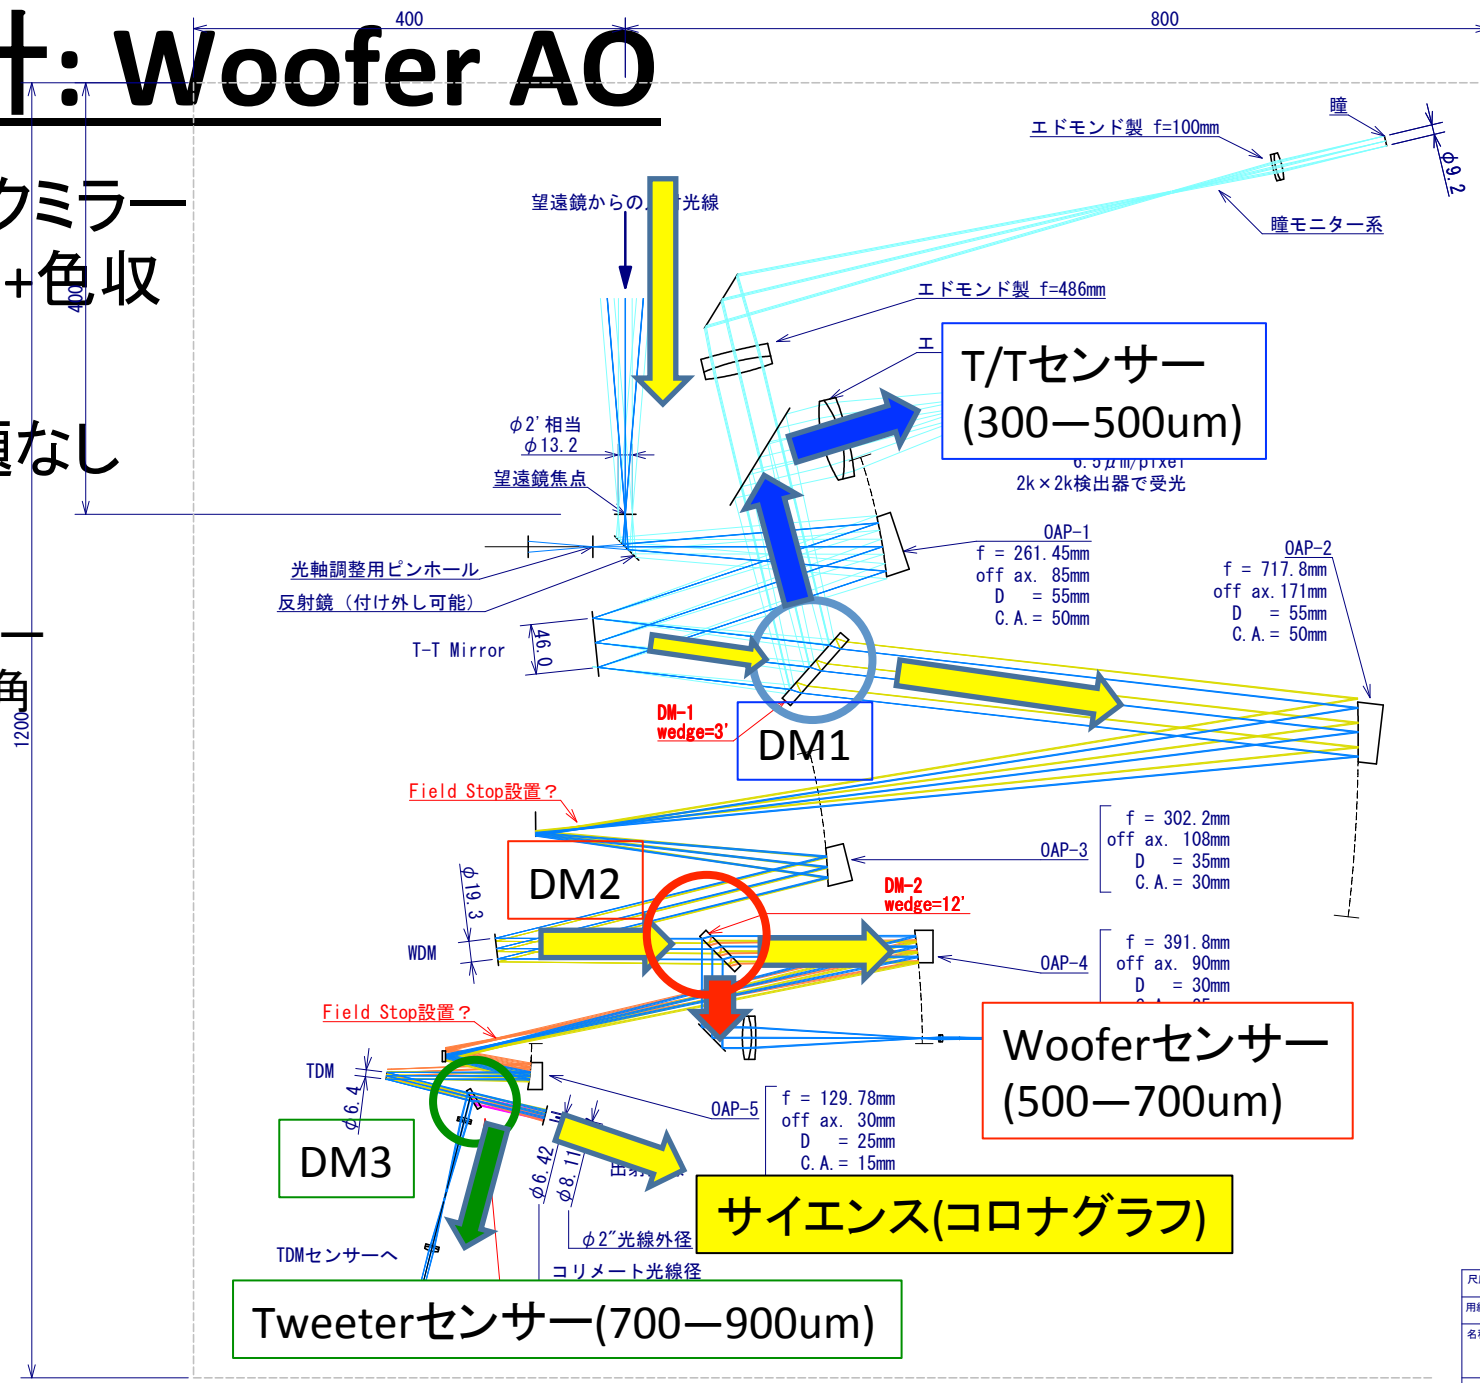 計: Woofer AO
クミラー
+色収
題なし
ー
角
400
800
400
1200
エドモンド製 f=100mm
瞳
φ9.2
瞳モニター系
望遠鏡からの
光線
エドモンド製 f=486mm
エ
T/Tセンサー
(300ー500um)
6.5μm/pixel
2k×2k検出器で受光
φ2'相当
φ13.2
望遠鏡焦点
光軸調整用ピンホール
反射鏡（付け外し可能）
OAP-1
f = 261.45mm
off ax. 85mm
D = 55mm
C.A.= 50mm
OAP-2
f = 717.8mm
off ax.171mm
D = 55mm
C.A.= 50mm
T-T Mirror
46.0
DM-1
wedge=3'
DM1
Field Stop設置？
OAP-3
f = 302.2mm
off ax. 108mm
D = 35mm
C.A.= 30mm
DM2
DM-2
wedge=12'
φ19.3
WDM
OAP-4
f = 391.8mm
off ax. 90mm
D = 30mm
Field Stop設置？
Wooferセンサー
(500ー700um)
TDM
φ6.4
OAP-5
f = 129.78mm
off ax. 30mm
D = 25mm
C.A.= 15mm
DM3
φ6.42
φ8.11
サイエンス(コロナグラフ)
φ2"光線外径
TDMセンサーへ
コリメート光線径
Tweeterセンサー(700ー900um)